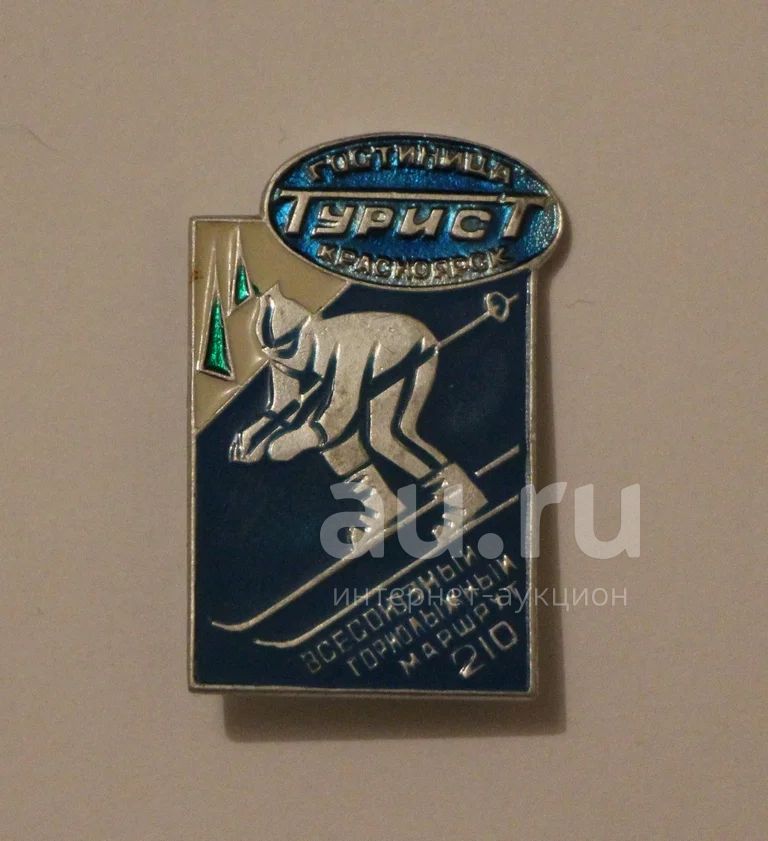 ГОСТИНИЦА
ТУРИСТ
КРАСНОЯРСК
au.ru
интернет-аукцион
ВСЕСОЮЗНЫЙ
ГОРНОЛЫЖНЫЙ
МАРШРУТ
210